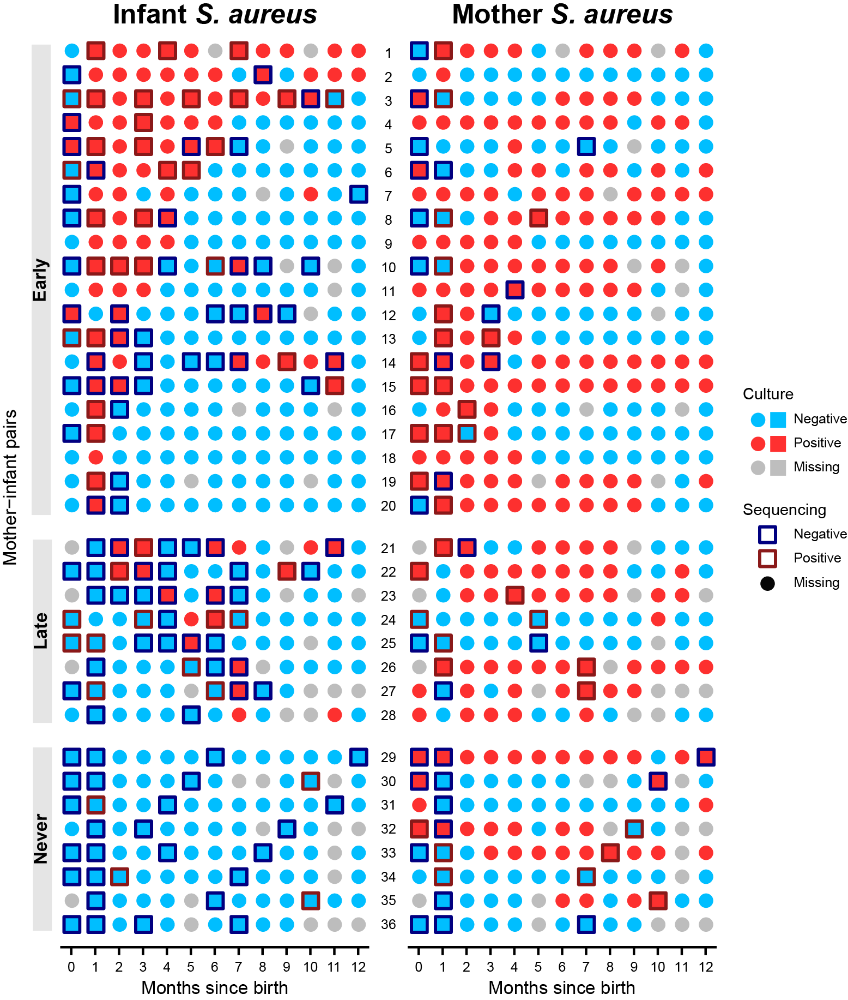 Infant S. aureus
Mother S. aureus
Mother−infant pairs
Early
1
2
3
4
5
6
7
8
9
10
11
12
13
14
15
16
17
18
19
20
Late
21
22
23
24
25
26
27
28
Never
29
30
31
32
33
34
35
36
0 1 2 3 4 5 6 7 8 9 10 11 12
Months since birth
0 1 2 3 4 5 6 7 8 9 10 11 12
Months since birth
Culture
Negative
Positive
Missing
Sequencing
Negative
Positive
Missing